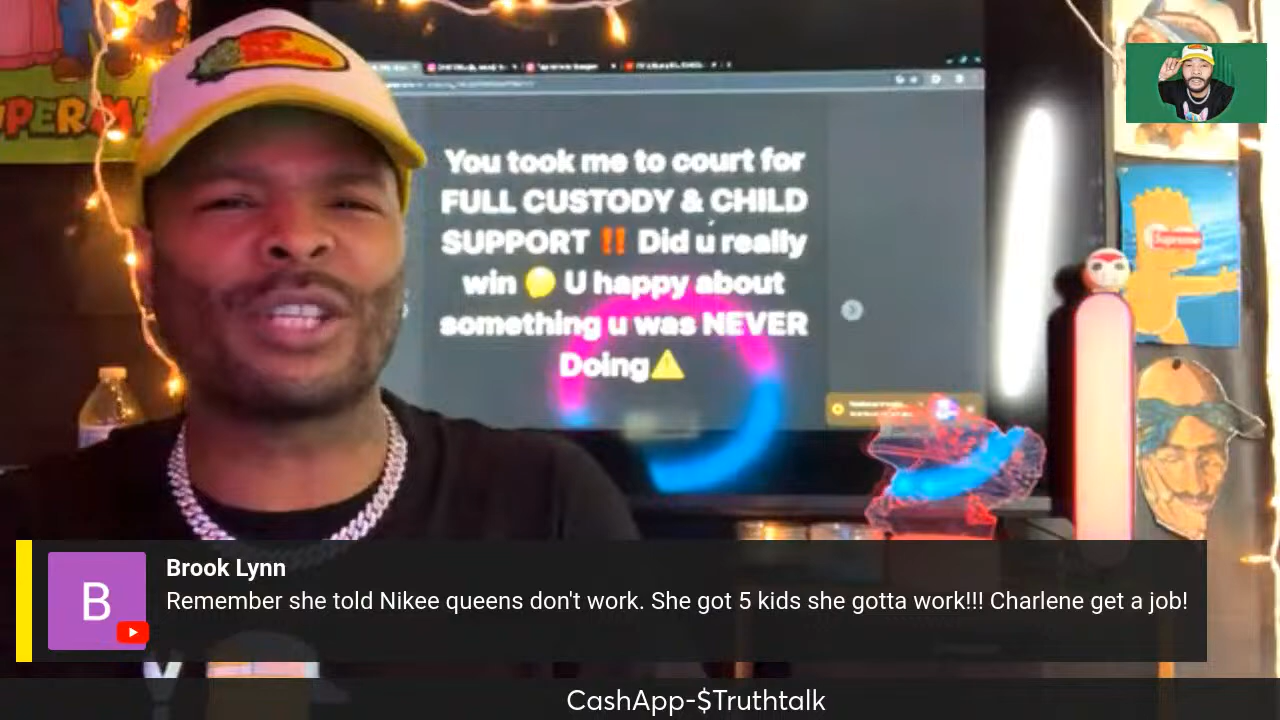 You took me to court for
FULL CUSTODY & CHILD
SUPPORT ‼️ Did u really
win 🟡 U happy about
something u was NEVER
Doing⚠️
Supreme
B
Brook Lynn
Remember she told Nikee queens don't work. She got 5 kids she gotta work!!! Charlene get a job!
CashApp-$Truthtalk